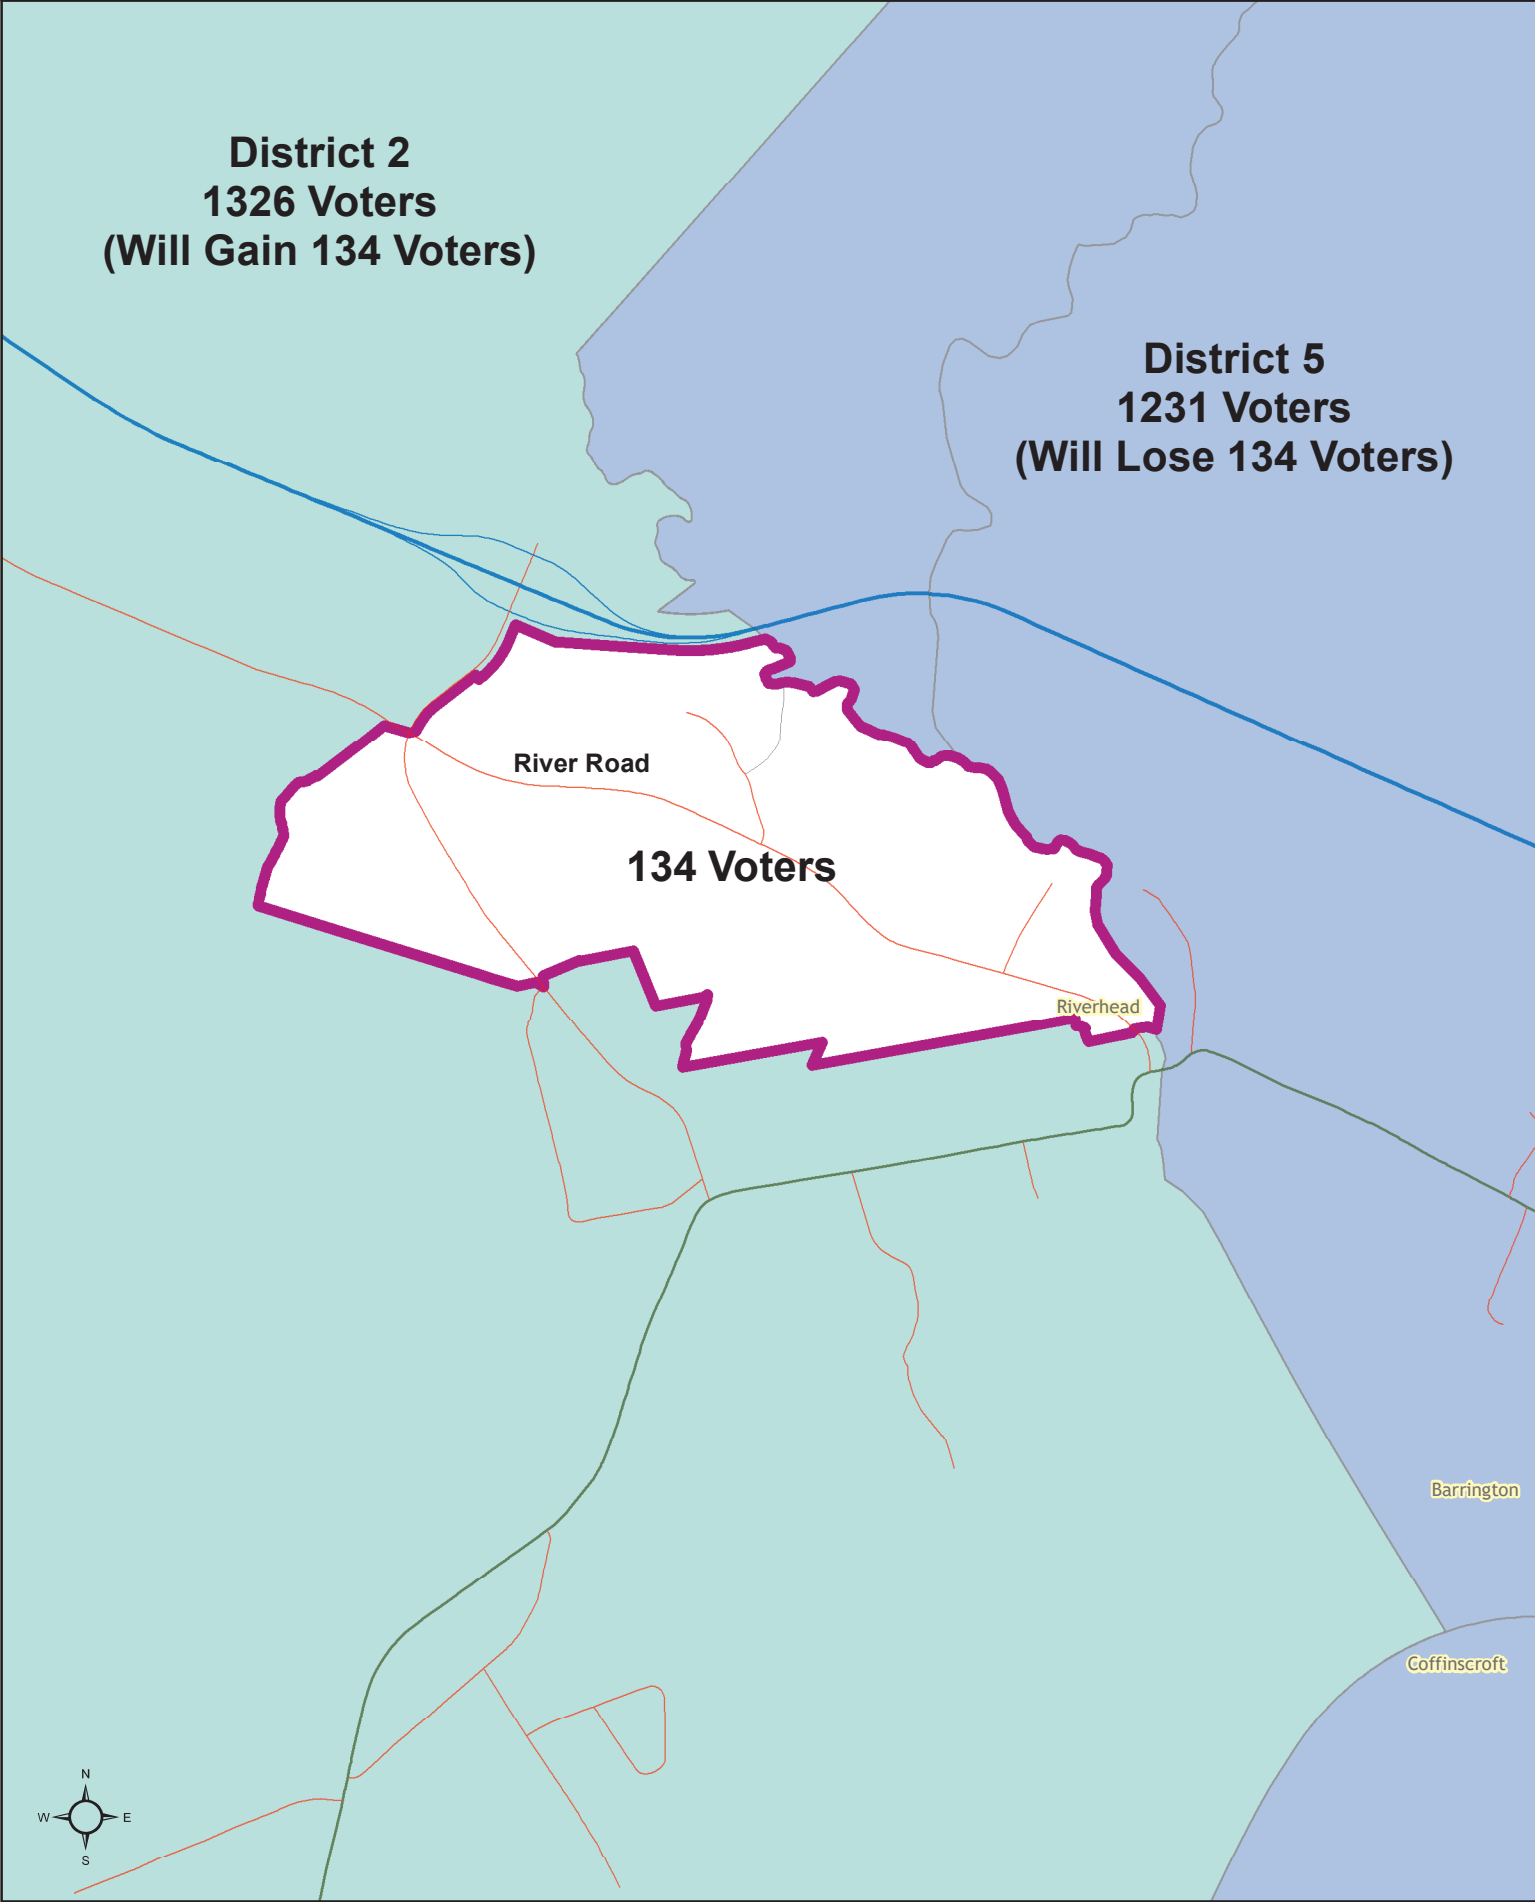 District 2
1326 Voters
(Will Gain 134 Voters)
District 5
1231 Voters
(Will Lose 134 Voters)
River Road
134 Voters
Riverhead
Barrington
Coffinscroft
N
W E
S